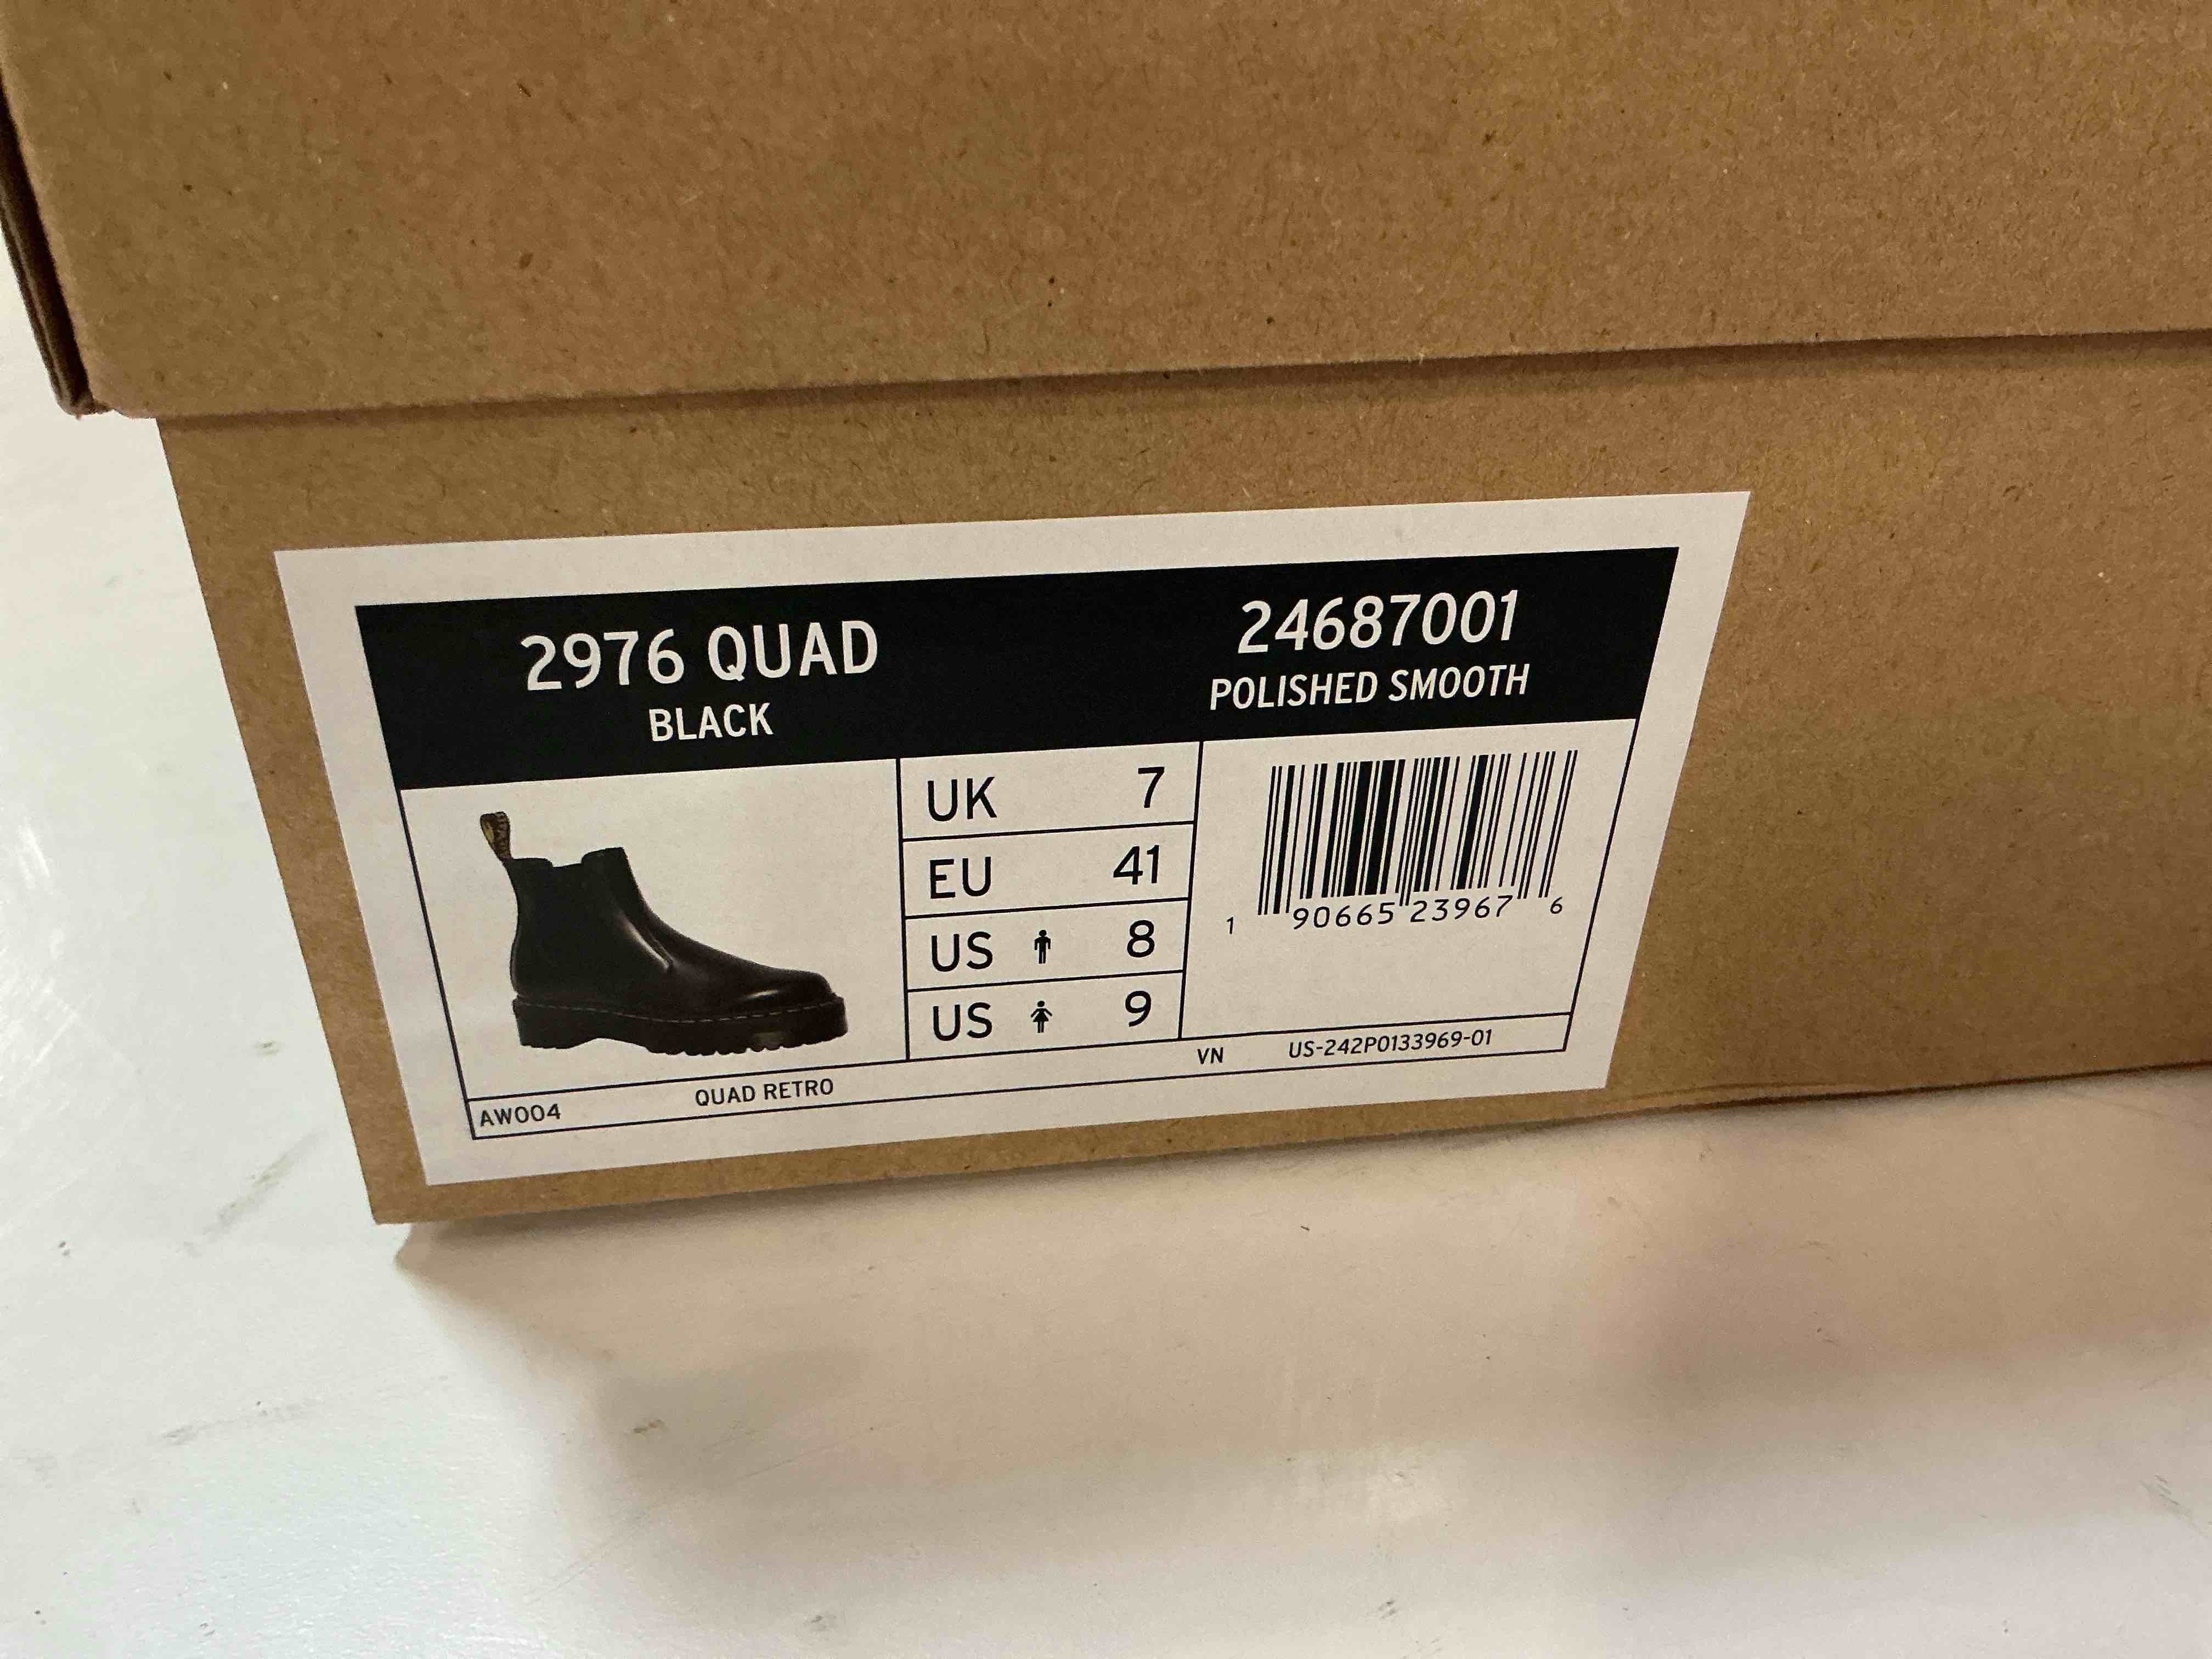 2976 QUAD
BLACK
24687001
POLISHED SMOOTH
UK 7
EU 41
US 8
US 9
1 90665 23967 6
VN US-242P0133969-01
AW004 QUAD RETRO